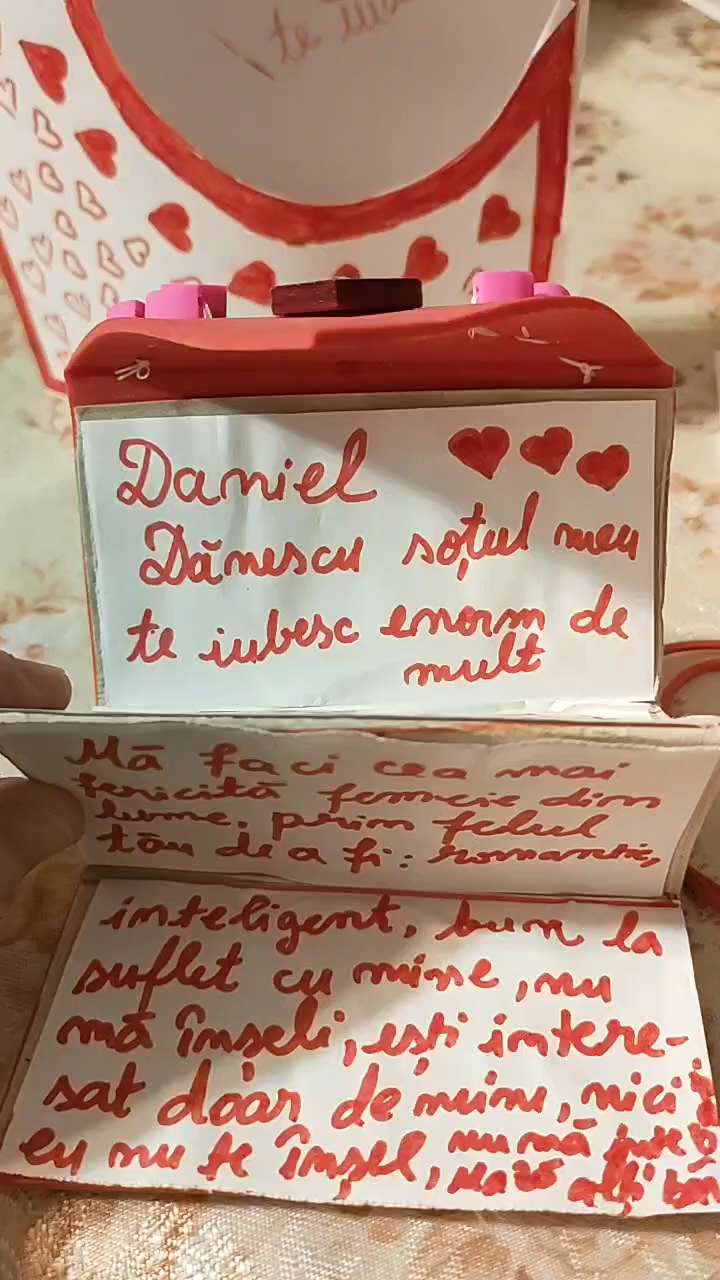 te
Daniel
Dănescu soțul meu
te iubesc enorm de
mult
Mă faci cea mai
fericită femeie din
lume, prin felul
tău de a fi: romantic,
inteligent, bun la
suflet cu mine, nu
mă înșeli, ești intere-
sat doar de mine, nici
eu nu te înșel, nu mă
alți